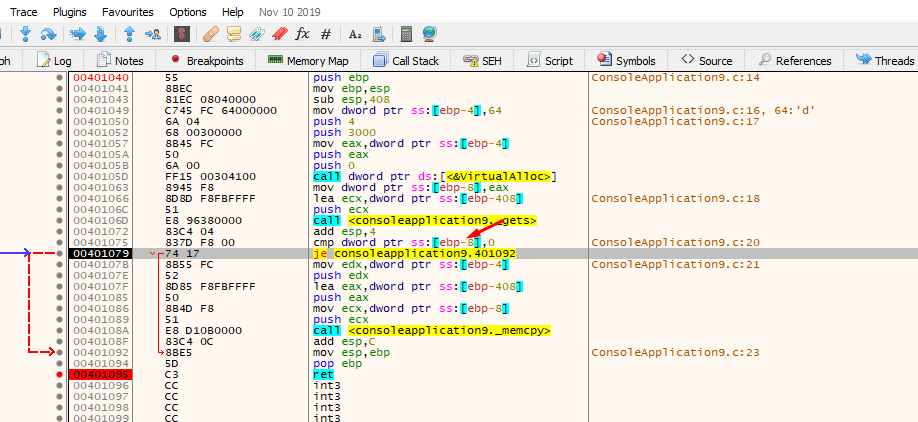 Trace Plugins Favourites Options Help Nov 10 2019
S fx # A2
ph Log Notes Breakpoints Memory Map Call Stack SEH Script Symbols Source References Threads
00401040 55 push ebp ConsoleApplication9.c:14
00401041 8BEC mov ebp,esp
00401043 81EC 08040000 sub esp,408
00401049 C745 FC 64000000 mov dword ptr ss:[ebp-4],64 ConsoleApplication9.c:16, 64:'d'
00401050 6A 04 push 4 ConsoleApplication9.c:17
00401052 68 00300000 push 3000
00401057 8B45 FC mov eax,dword ptr ss:[ebp-4]
0040105A 50 push eax
0040105B 6A 00 push 0
0040105D FF15 00304100 call dword ptr ds:[<&VirtualAlloc>]
00401063 8945 F8 mov dword ptr ss:[ebp-8],eax
00401066 8D8D F8FBFFFF lea ecx,dword ptr ss:[ebp-408] ConsoleApplication9.c:18
0040106C 51 push ecx
0040106D E8 96380000 call <consoleapplication9._gets>
00401072 83C4 04 add esp,4
00401075 837D F8 00 cmp dword ptr ss:[ebp-8],0 ConsoleApplication9.c:20
00401079 74 17 je consoleapplication9.401092
0040107B 8B55 FC mov edx,dword ptr ss:[ebp-4] ConsoleApplication9.c:21
0040107E 52 push edx
0040107F 8D85 F8FBFFFF lea eax,dword ptr ss:[ebp-408]
00401085 50 push eax
00401086 8B4D F8 mov ecx,dword ptr ss:[ebp-8]
00401089 51 push ecx
0040108A E8 D10B0000 call <consoleapplication9._memcpy>
0040108F 83C4 0C add esp,C
00401092 8BE5 mov esp,ebp ConsoleApplication9.c:23
00401094 5D pop ebp
00401095 C3 ret
00401096 CC int3
00401097 CC int3
00401098 CC int3
00401099 CC int3